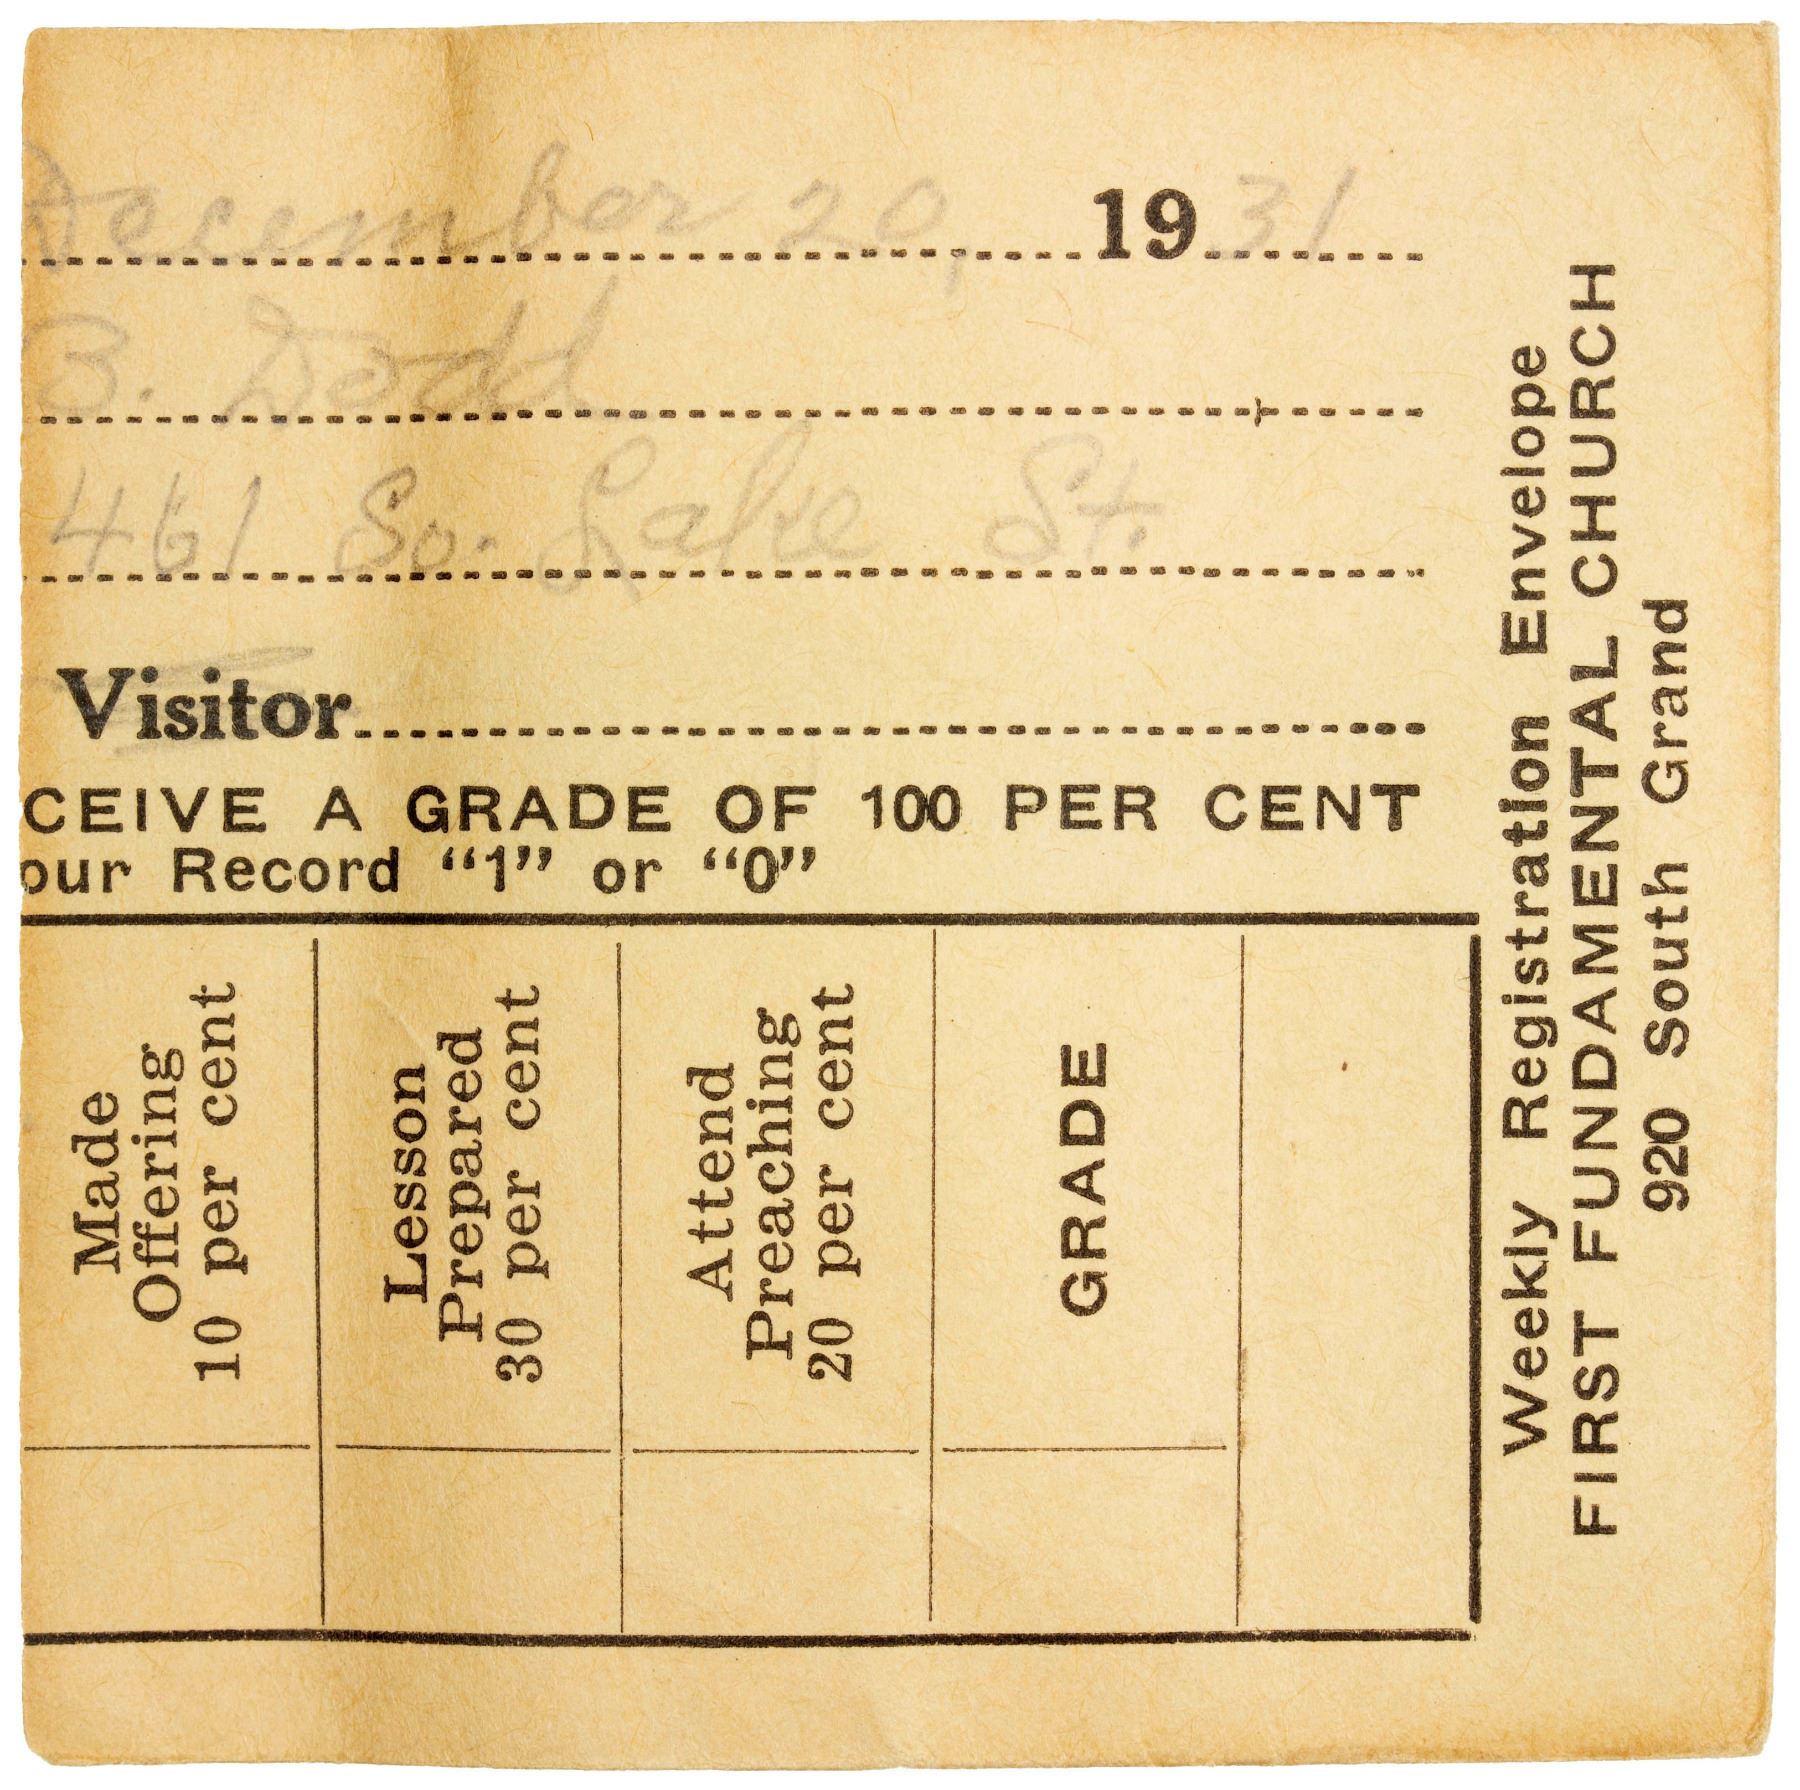 December 20, 1931
B. Dodd
461 So. Lake St.
Visitor
CEIVE A GRADE OF 100 PER CENT
our Record “1” or “0”
Made
Offering
10 per cent
Lesson
Prepared
30 per cent
Attend
Preaching
20 per cent
GRADE
Weekly Registration Envelope
FIRST FUNDAMENTAL CHURCH
920 South Grand